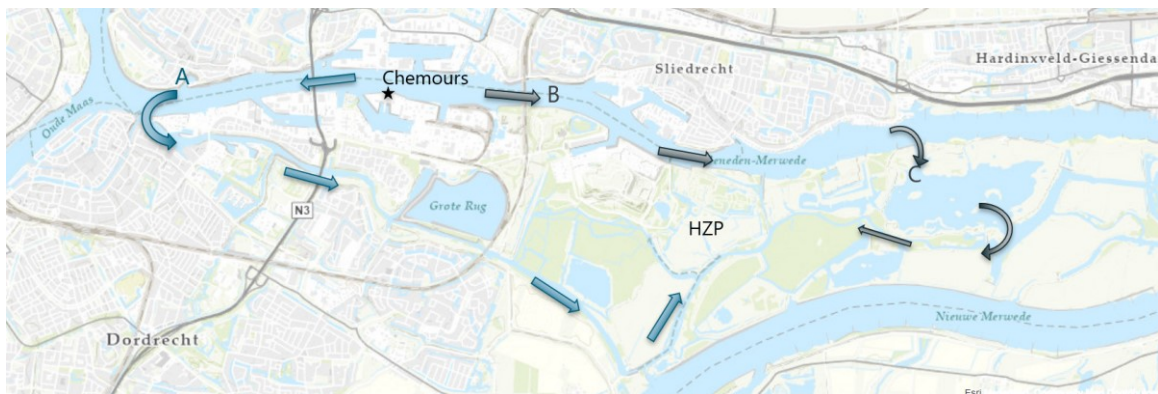 Hardinxveld-Giessenda
Sliedrecht
A
Chemours
B
Oude Maas
eneden-Merwede
C
Grote Rug
N3
HZP
Nieuwe Merwede
Dordrecht
Esri